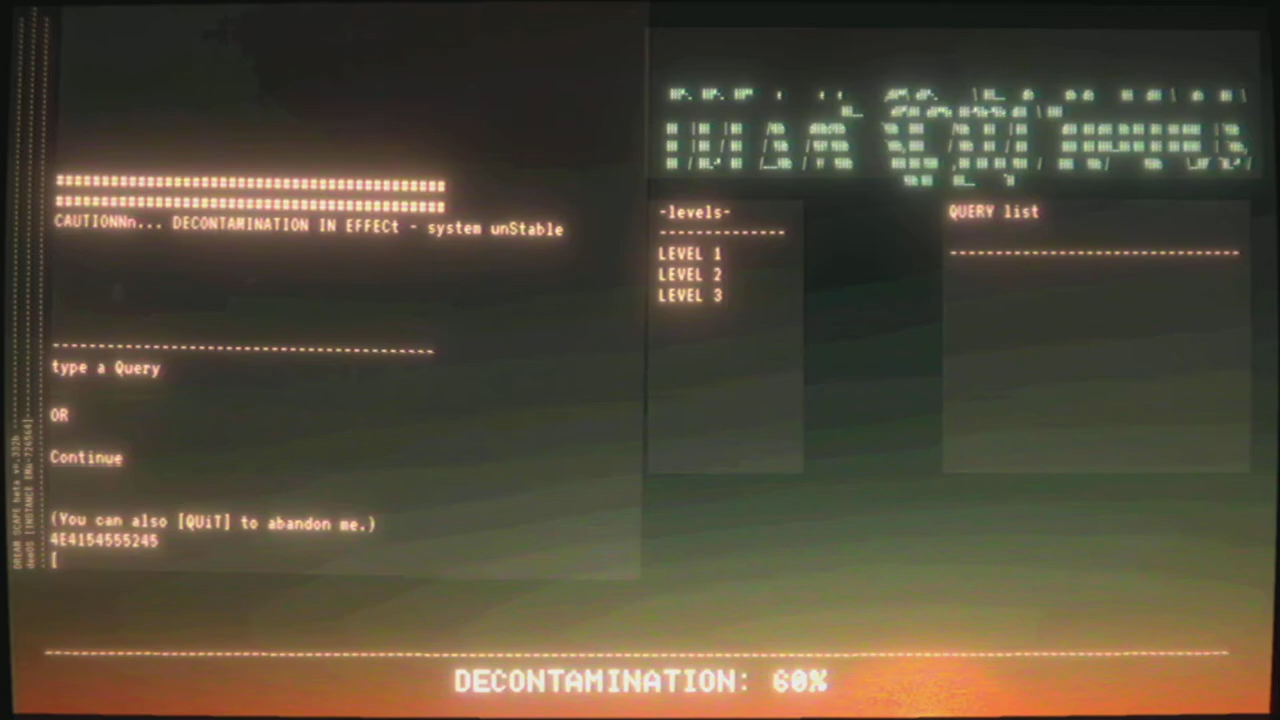 CAUTIONNn... DECONTAMINATION IN EFFECt - system unStable
type a Query
OR
Continue
(You can also [QUiT] to abandon me.)
4E4154555245
[
-levels-
LEVEL 1
LEVEL 2
LEVEL 3
QUERY list
DECONTAMINATION: 60%